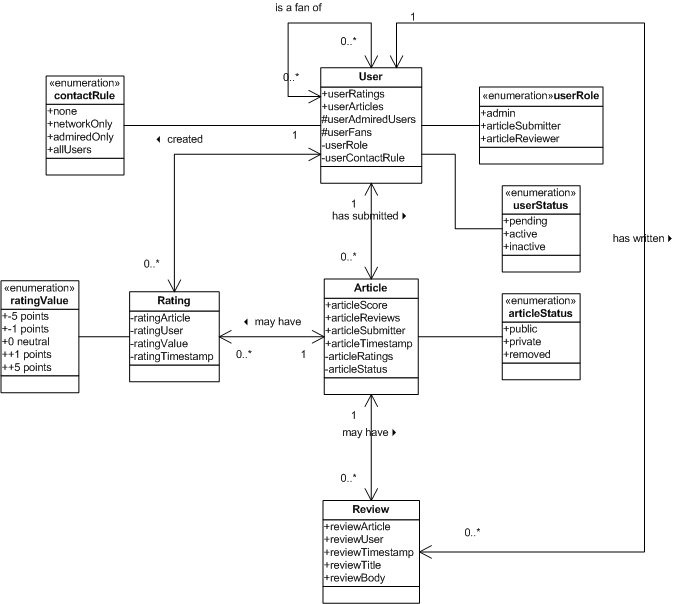 is a fan of
1
0..*
0..*
User
+userRatings
+userArticles
#userAdmiredUsers
#userFans
-userRole
-userContactRule
«enumeration»
contactRule
+none
+networkOnly
+admiredOnly
+allUsers
«enumeration»userRole
+admin
+articleSubmitter
+articleReviewer
created
1
«enumeration»
userStatus
+pending
+active
+inactive
1
has submitted
0..*
has written
0..*
«enumeration»
ratingValue
+-5 points
+-1 points
+0 neutral
++1 points
++5 points
Rating
-ratingArticle
-ratingUser
-ratingValue
-ratingTimestamp
may have
0..*
1
Article
+articleScore
+articleReviews
+articleSubmitter
+articleTimestamp
-articleRatings
-articleStatus
«enumeration»
articleStatus
+public
+private
+removed
1
may have
0..*
Review
+reviewArticle
+reviewUser
+reviewTimestamp
+reviewTitle
+reviewBody
0..*